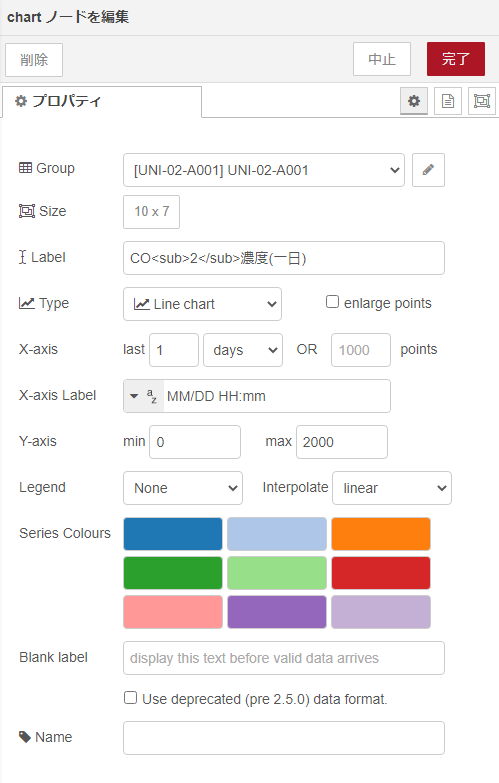 chart ノードを編集
削除 中止 完了
プロパティ
Group [UNI-02-A001] UNI-02-A001
Size 10 x 7
Label CO<sub>2</sub>濃度(一日)
Type Line chart enlarge points
X-axis last 1 days OR 1000 points
X-axis Label az MM/DD HH:mm
Y-axis min 0 max 2000
Legend None Interpolate linear
Series Colours
Blank label display this text before valid data arrives
Use deprecated (pre 2.5.0) data format.
Name